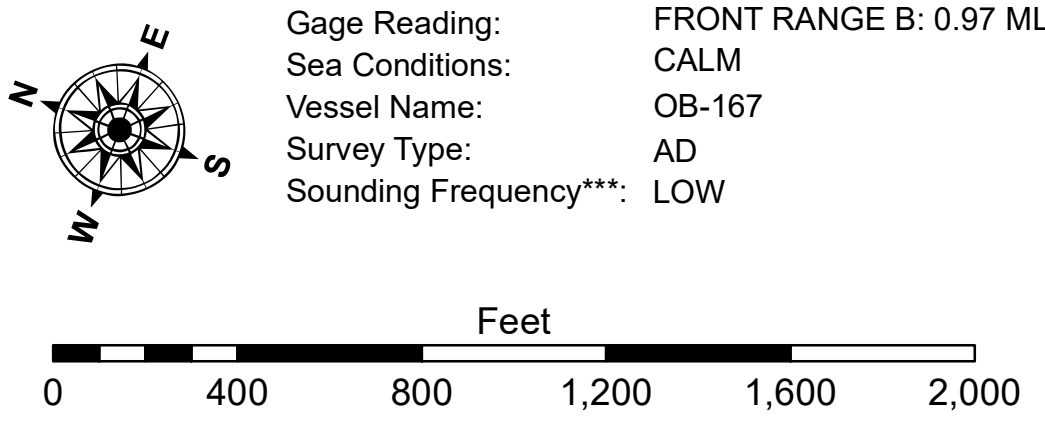 N
E
S
W
Gage Reading: FRONT RANGE B: 0.97 ML
Sea Conditions: CALM
Vessel Name: OB-167
Survey Type: AD
Sounding Frequency***: LOW
Feet
0 400 800 1,200 1,600 2,000